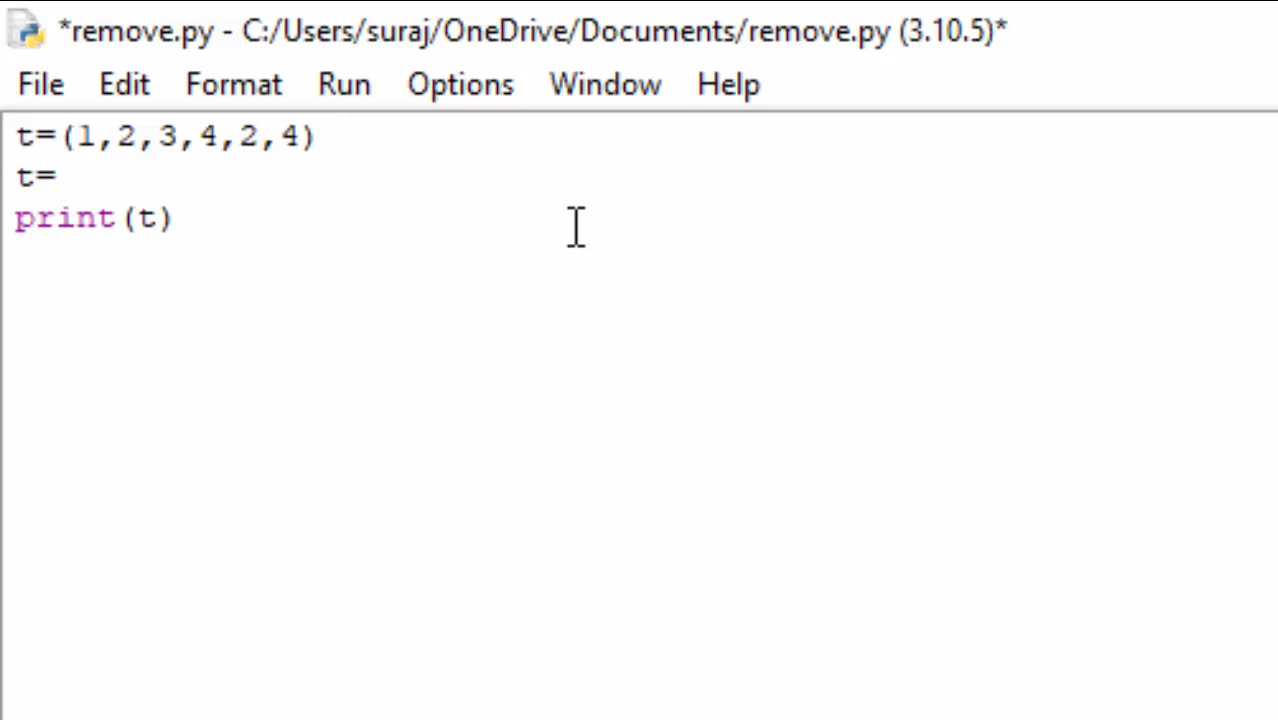 *remove.py - C:/Users/suraj/OneDrive/Documents/remove.py (3.10.5)*
File Edit Format Run Options Window Help
t=(1,2,3,4,2,4)
t=
print(t)